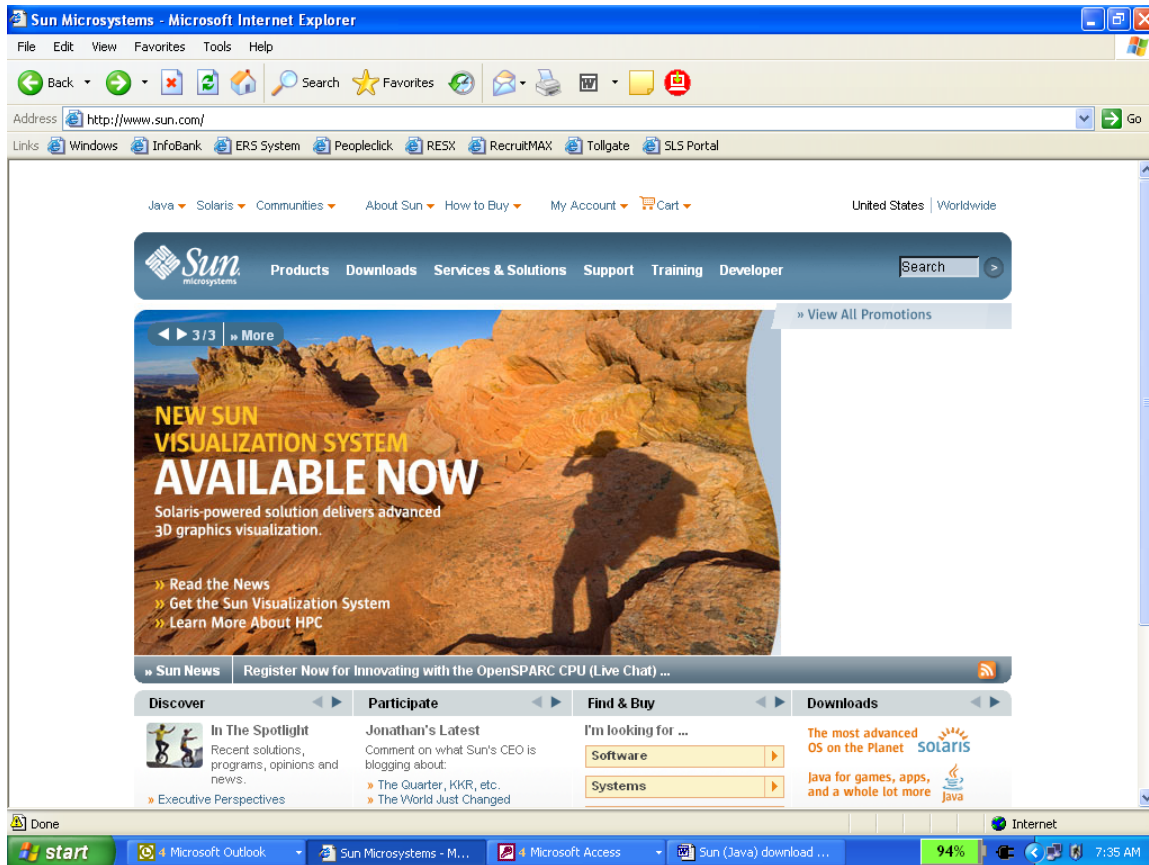 Sun Microsystems - Microsoft Internet Explorer
File Edit View Favorites Tools Help
Back Search Favorites
Address http://www.sun.com/ Go
Links Windows InfoBank ERS System Peopleclick RESX RecruitMAX Tollgate SLS Portal
Java Solaris Communities About Sun How to Buy My Account Cart United States | Worldwide
Sun
microsystems
Products Downloads Services & Solutions Support Training Developer Search
» View All Promotions
3/3 » More
NEW SUN
VISUALIZATION SYSTEM
AVAILABLE NOW
Solaris-powered solution delivers advanced
3D graphics visualization.
» Read the News
» Get the Sun Visualization System
» Learn More About HPC
» Sun News Register Now for Innovating with the OpenSPARC CPU (Live Chat) ...
Discover
In The Spotlight
Recent solutions,
programs, opinions and
news.
» Executive Perspectives
Participate
Jonathan's Latest
Comment on what Sun's CEO is
blogging about:
» The Quarter, KKR, etc.
» The World Just Changed
Find & Buy
I'm looking for ...
Software
Systems
Downloads
The most advanced
OS on the Planet
solaris
Java for games, apps,
and a whole lot more
Java
Done Internet
start 4 Microsoft Outlook Sun Microsystems - M... 4 Microsoft Access Sun (Java) download ... 94% 7:35 AM